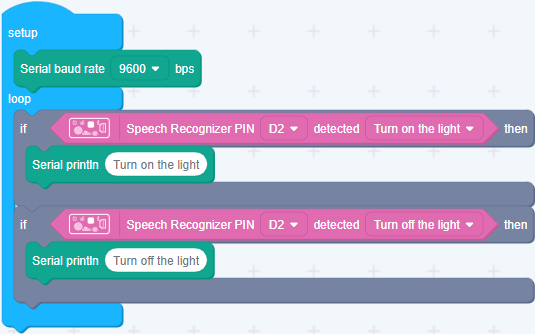 setup
Serial baud rate 9600 bps
loop
if Speech Recognizer PIN D2 detected Turn on the light then
Serial println Turn on the light
if Speech Recognizer PIN D2 detected Turn off the light then
Serial println Turn off the light